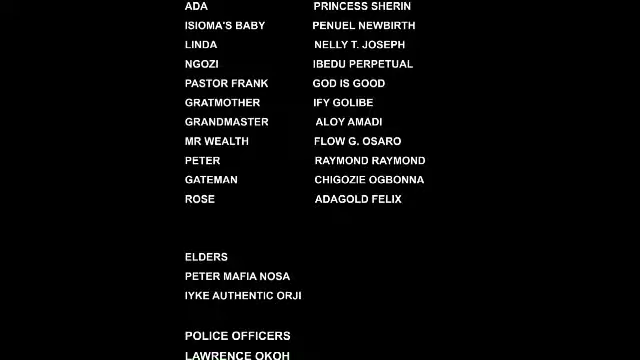 ADA PRINCESS SHERIN
ISIOMA'S BABY PENUEL NEWBIRTH
LINDA NELLY T. JOSEPH
NGOZI IBEDU PERPETUAL
PASTOR FRANK GOD IS GOOD
GRATMOTHER IFY GOLIBE
GRANDMASTER ALOY AMADI
MR WEALTH FLOW G. OSARO
PETER RAYMOND RAYMOND
GATEMAN CHIGOZIE OGBONNA
ROSE ADAGOLD FELIX
ELDERS
PETER MAFIA NOSA
IYKE AUTHENTIC ORJI
POLICE OFFICERS
LAWRENCE OKOH